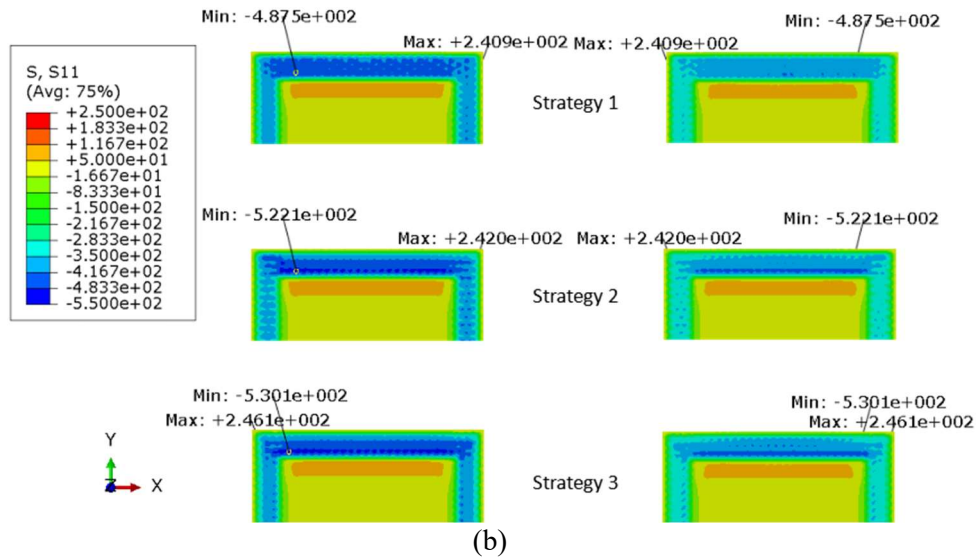 Min: -4.875e+002
Max: +2.409e+002
Max: +2.409e+002
Min: -4.875e+002
S, S11
(Avg: 75%)
+2.500e+02
+1.833e+02
+1.167e+02
+5.000e+01
-1.667e+01
-8.333e+01
-1.500e+02
-2.167e+02
-2.833e+02
-3.500e+02
-4.167e+02
-4.833e+02
-5.500e+02
Strategy 1
Min: -5.221e+002
Max: +2.420e+002
Max: +2.420e+002
Min: -5.221e+002
Strategy 2
Min: -5.301e+002
Max: +2.461e+002
Min: -5.301e+002
Max: +2.461e+002
Y
Z
X
Strategy 3
(b)